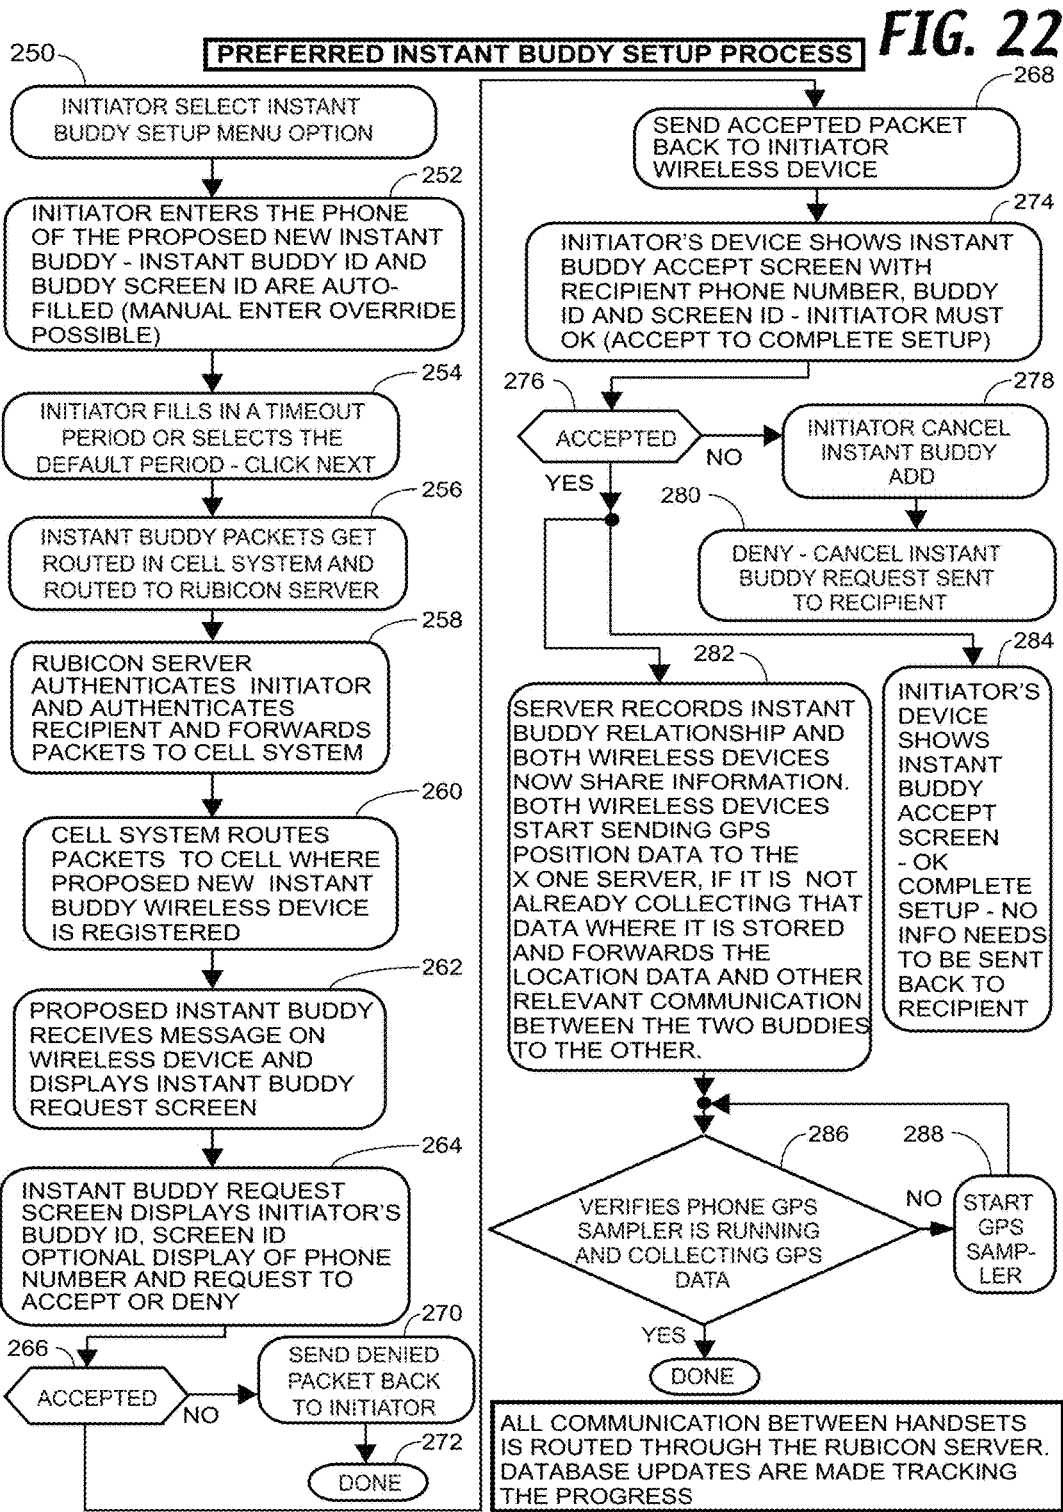 FIG. 22
PREFERRED INSTANT BUDDY SETUP PROCESS
250
INITIATOR SELECT INSTANT
BUDDY SETUP MENU OPTION
252
INITIATOR ENTERS THE PHONE
OF THE PROPOSED NEW INSTANT
BUDDY - INSTANT BUDDY ID AND
BUDDY SCREEN ID ARE AUTO-
FILLED (MANUAL ENTER OVERRIDE
POSSIBLE)
254
INITIATOR FILLS IN A TIMEOUT
PERIOD OR SELECTS THE
DEFAULT PERIOD - CLICK NEXT
256
INSTANT BUDDY PACKETS GET
ROUTED IN CELL SYSTEM AND
ROUTED TO RUBICON SERVER
258
RUBICON SERVER
AUTHENTICATES INITIATOR
AND AUTHENTICATES
RECIPIENT AND FORWARDS
PACKETS TO CELL SYSTEM
260
CELL SYSTEM ROUTES
PACKETS TO CELL WHERE
PROPOSED NEW INSTANT
BUDDY WIRELESS DEVICE
IS REGISTERED
262
PROPOSED INSTANT BUDDY
RECEIVES MESSAGE ON
WIRELESS DEVICE AND
DISPLAYS INSTANT BUDDY
REQUEST SCREEN
264
INSTANT BUDDY REQUEST
SCREEN DISPLAYS INITIATOR'S
BUDDY ID, SCREEN ID
OPTIONAL DISPLAY OF PHONE
NUMBER AND REQUEST TO
ACCEPT OR DENY
266
ACCEPTED
NO
270
SEND DENIED
PACKET BACK
TO INITIATOR
272
DONE
268
SEND ACCEPTED PACKET
BACK TO INITIATOR
WIRELESS DEVICE
274
INITIATOR'S DEVICE SHOWS INSTANT
BUDDY ACCEPT SCREEN WITH
RECIPIENT PHONE NUMBER, BUDDY
ID AND SCREEN ID - INITIATOR MUST
OK (ACCEPT TO COMPLETE SETUP)
276
ACCEPTED
NO
YES
278
INITIATOR CANCEL
INSTANT BUDDY
ADD
280
DENY - CANCEL INSTANT
BUDDY REQUEST SENT
TO RECIPIENT
282
SERVER RECORDS INSTANT
BUDDY RELATIONSHIP AND
BOTH WIRELESS DEVICES
NOW SHARE INFORMATION.
BOTH WIRELESS DEVICES
START SENDING GPS
POSITION DATA TO THE
X ONE SERVER, IF IT IS NOT
ALREADY COLLECTING THAT
DATA WHERE IT IS STORED
AND FORWARDS THE
LOCATION DATA AND OTHER
RELEVANT COMMUNICATION
BETWEEN THE TWO BUDDIES
TO THE OTHER.
284
INITIATOR'S
DEVICE
SHOWS
INSTANT
BUDDY
ACCEPT
SCREEN
- OK
COMPLETE
SETUP - NO
INFO NEEDS
TO BE SENT
BACK TO
RECIPIENT
286
VERIFIES PHONE GPS
SAMPLER IS RUNNING
AND COLLECTING GPS
DATA
NO
288
START
GPS
SAMP-
LER
YES
DONE
ALL COMMUNICATION BETWEEN HANDSETS
IS ROUTED THROUGH THE RUBICON SERVER.
DATABASE UPDATES ARE MADE TRACKING
THE PROGRESS